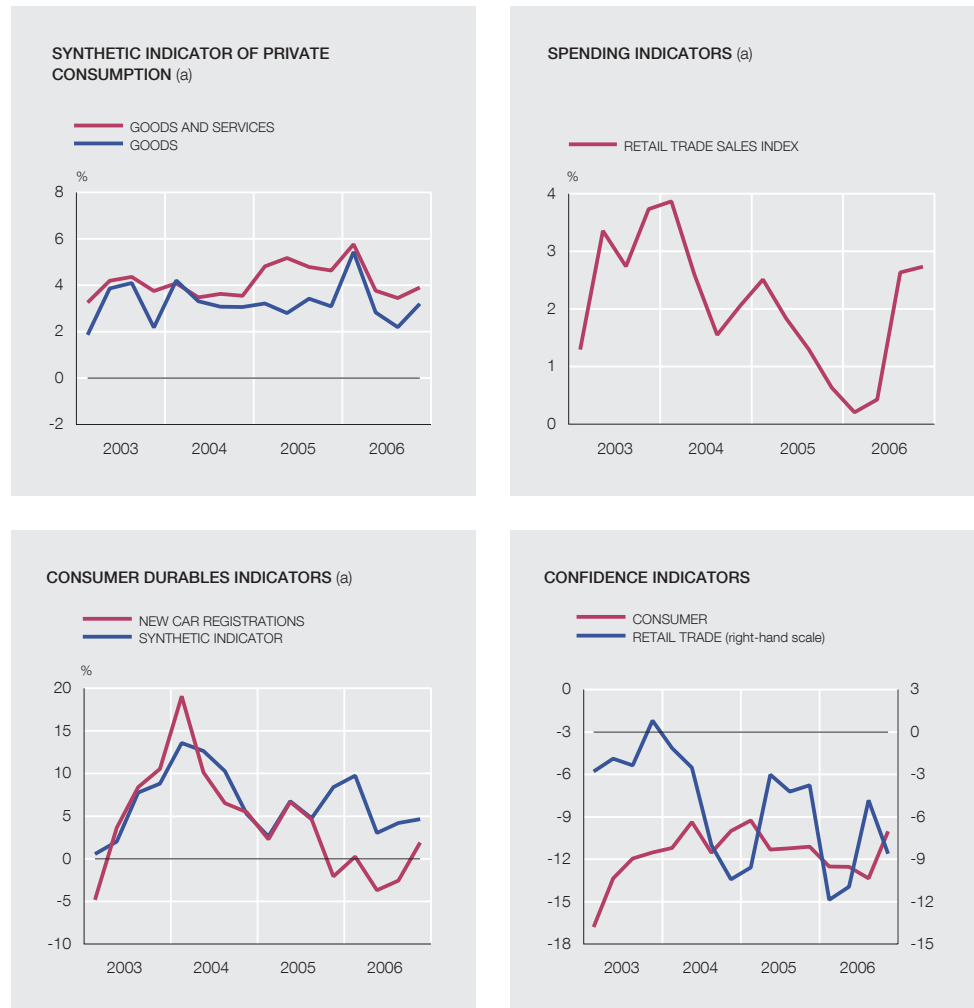 SYNTHETIC INDICATOR OF PRIVATE
CONSUMPTION (a)
GOODS AND SERVICES
GOODS
%
8
6
4
2
0
-2
2003 2004 2005 2006
SPENDING INDICATORS (a)
RETAIL TRADE SALES INDEX
%
4
3
2
1
0
2003 2004 2005 2006
CONSUMER DURABLES INDICATORS (a)
NEW CAR REGISTRATIONS
SYNTHETIC INDICATOR
%
20
15
10
5
0
-5
-10
2003 2004 2005 2006
CONFIDENCE INDICATORS
CONSUMER
RETAIL TRADE (right-hand scale)
0 3
-3 0
-6 -3
-9 -6
-12 -9
-15 -12
-18 -15
2003 2004 2005 2006